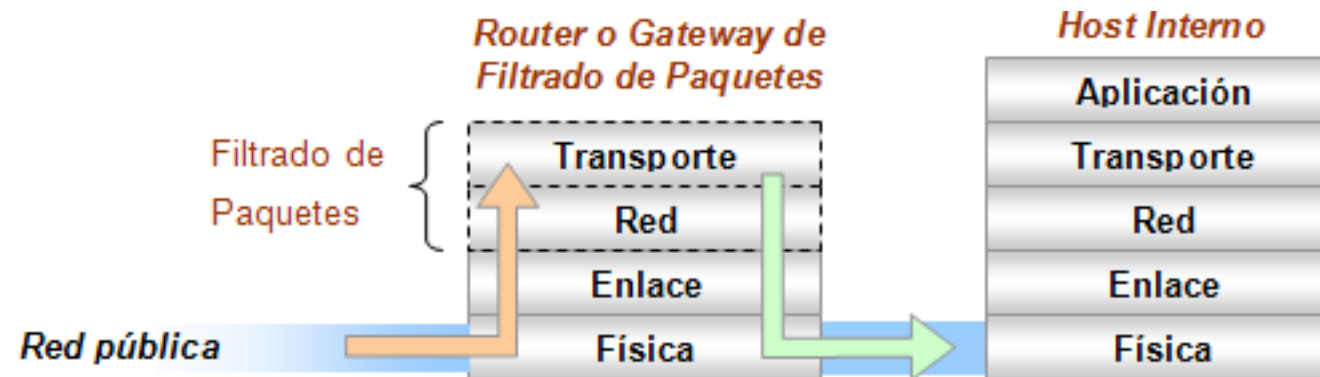 Router o Gateway de
Filtrado de Paquetes
Host Interno
Filtrado de
Paquetes
Transporte
Red
Enlace
Física
Aplicación
Transporte
Red
Enlace
Física
Red pública